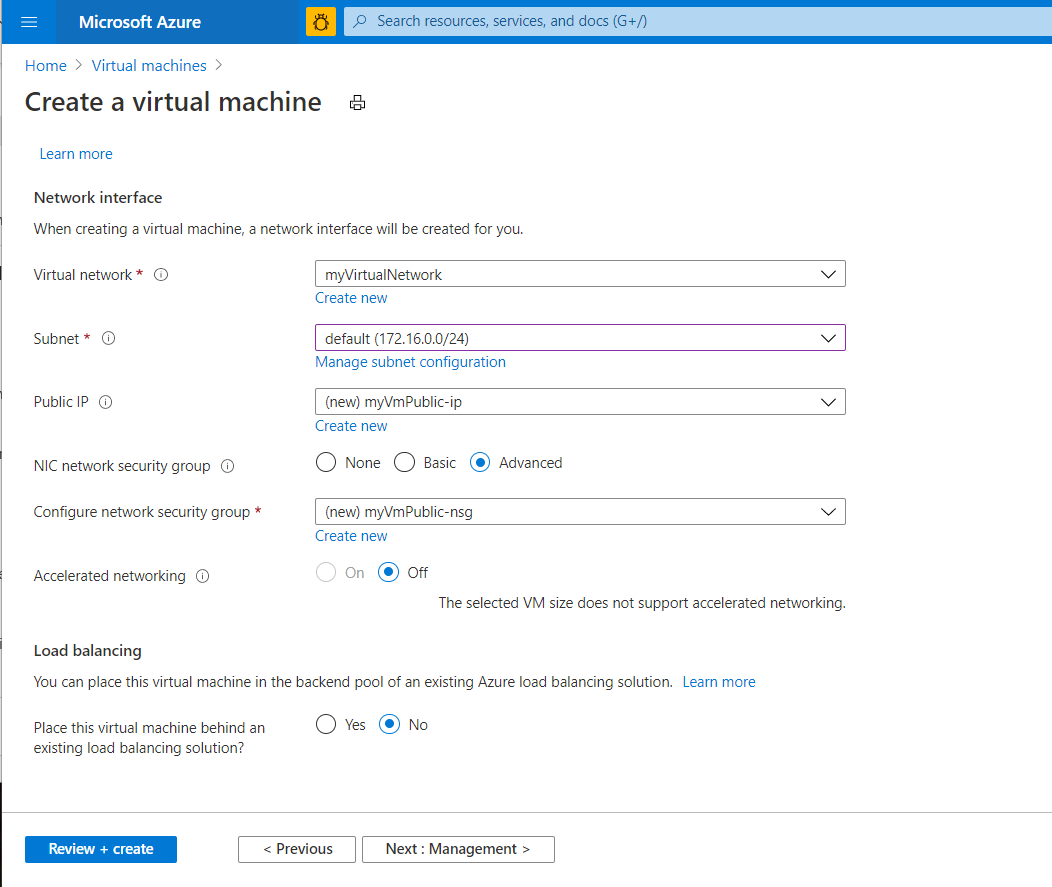 Microsoft Azure
Search resources, services, and docs (G+/)
Home > Virtual machines >
Create a virtual machine
Learn more
Network interface
When creating a virtual machine, a network interface will be created for you.
Virtual network *
myVirtualNetwork
Create new
Subnet *
default (172.16.0.0/24)
Manage subnet configuration
Public IP
(new) myVmPublic-ip
Create new
NIC network security group
None Basic Advanced
Configure network security group *
(new) myVmPublic-nsg
Create new
Accelerated networking
On Off
The selected VM size does not support accelerated networking.
Load balancing
You can place this virtual machine in the backend pool of an existing Azure load balancing solution. Learn more
Place this virtual machine behind an
existing load balancing solution?
Yes No
Review + create
< Previous
Next : Management >